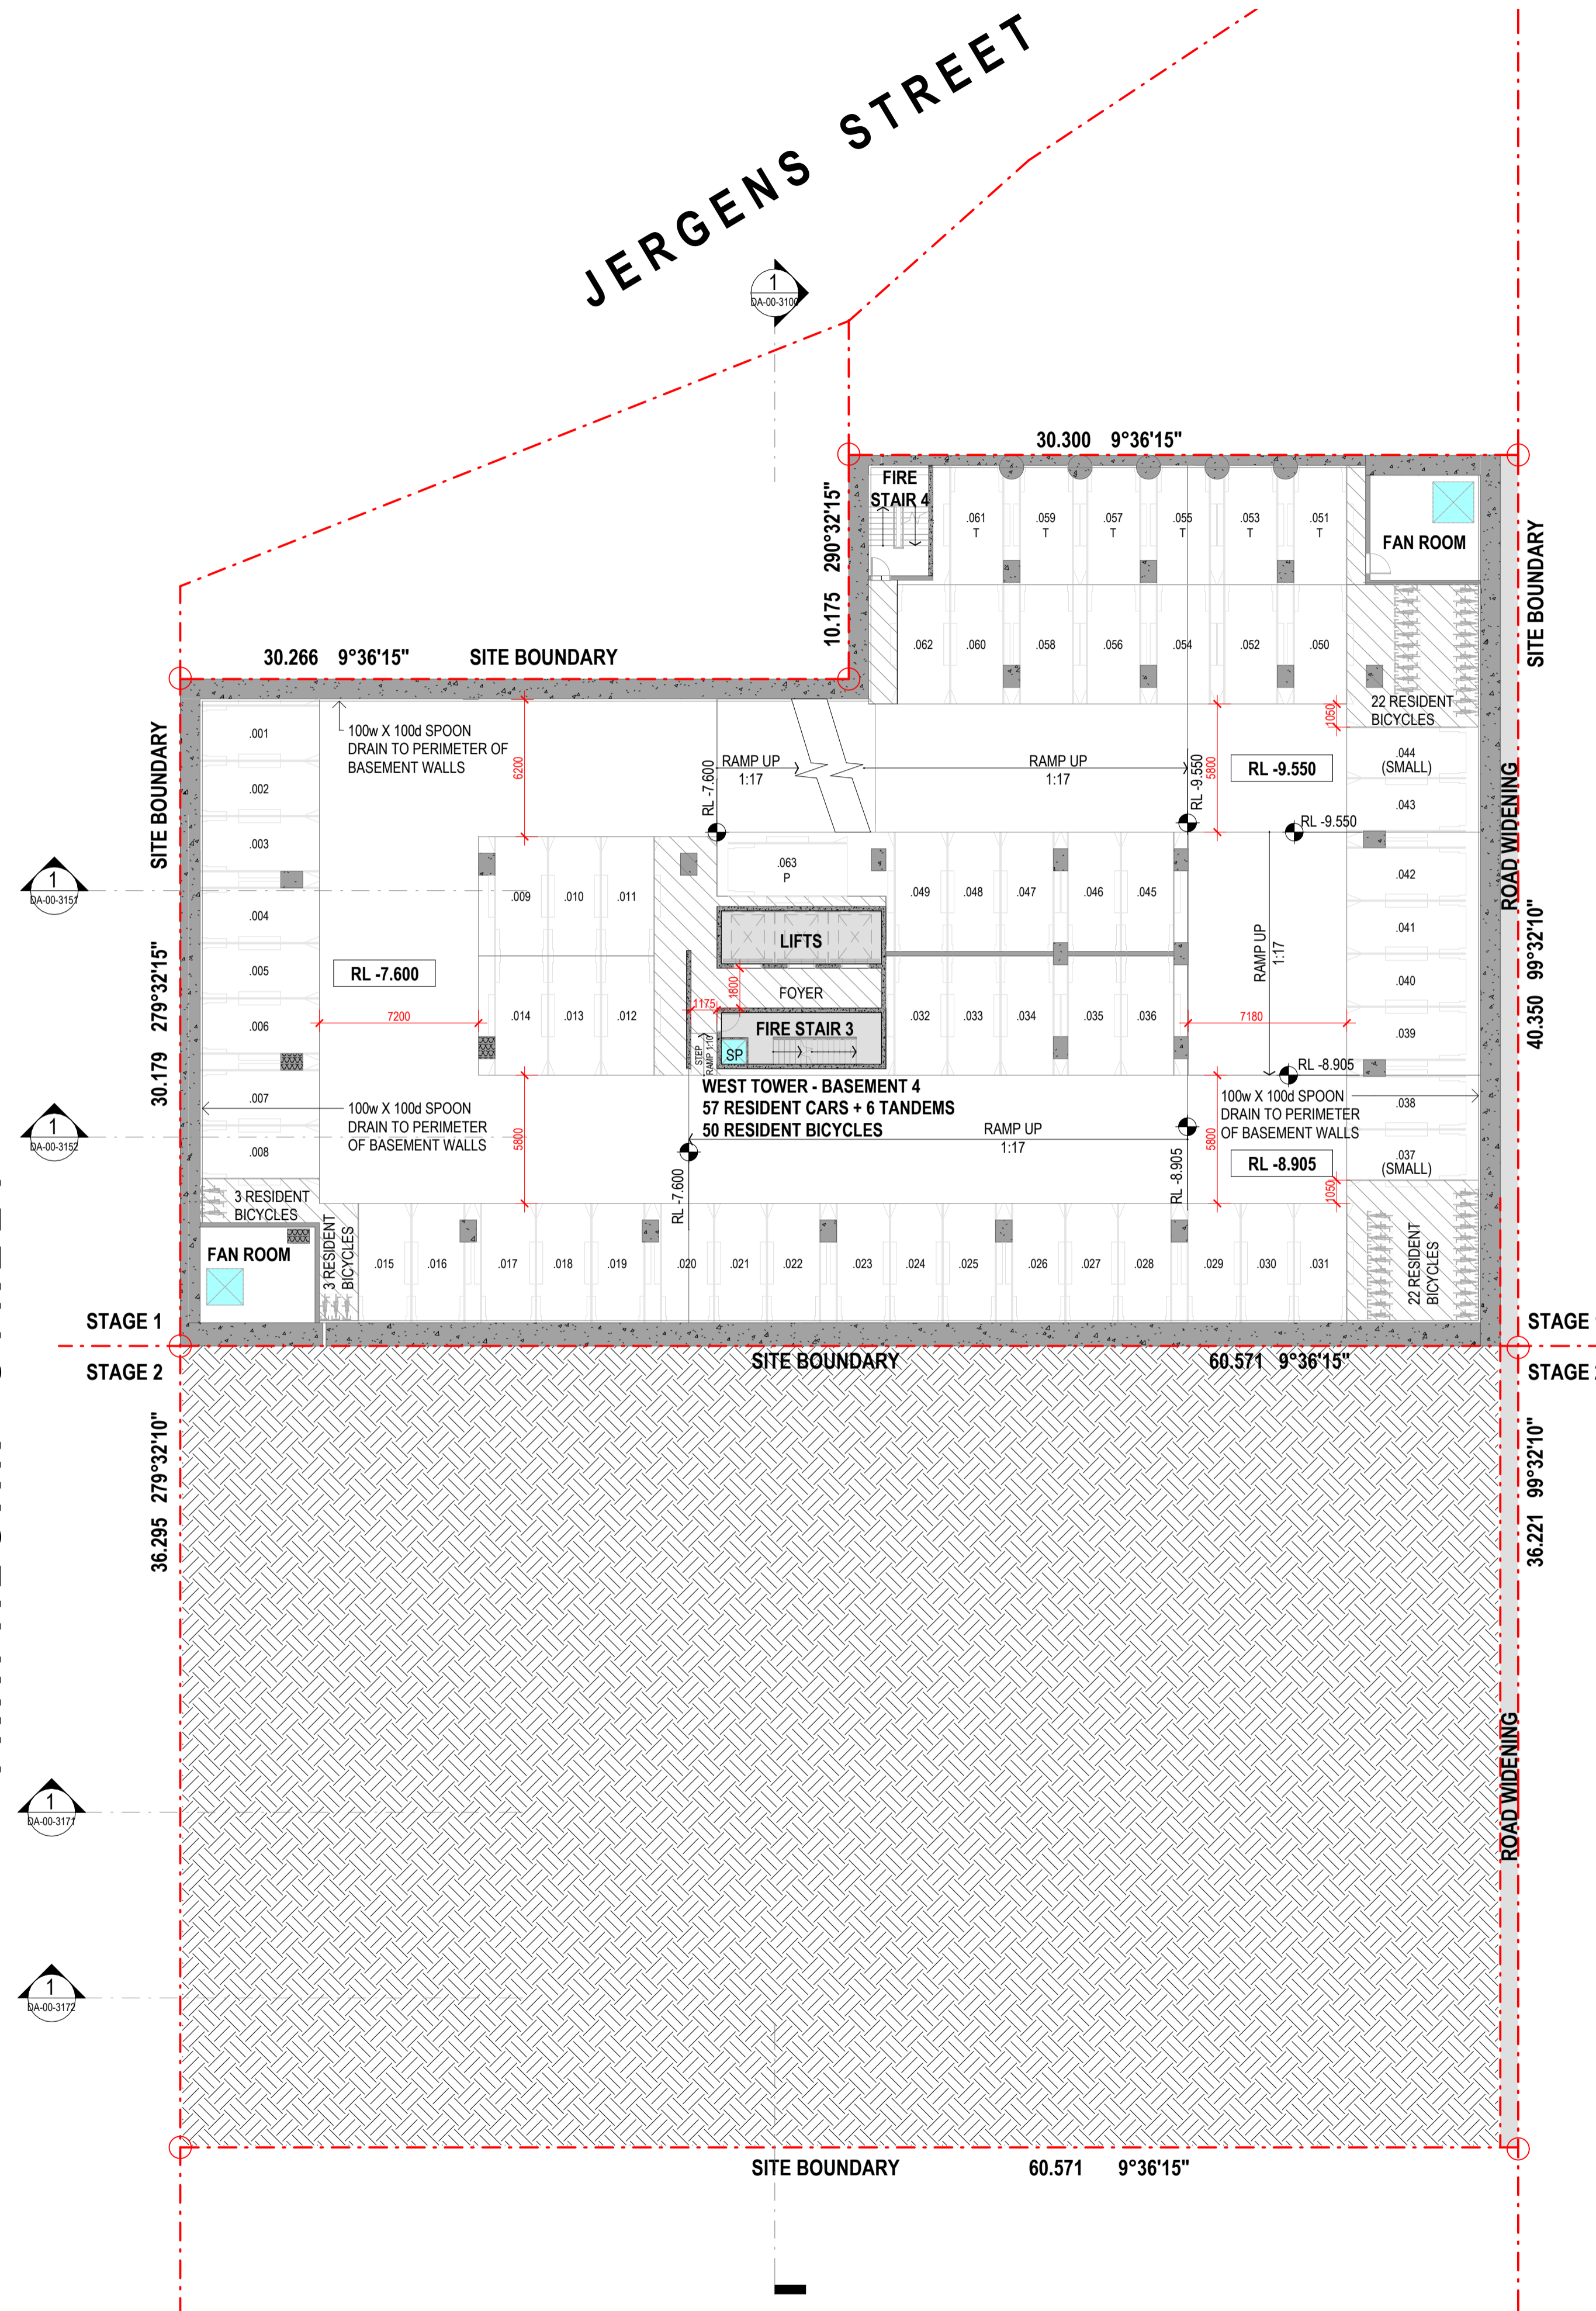 JERGENS STREET
1
DA-00-3100
30.300 9°36'15"
290°32'15"
10.175
FIRE
STAIR 4
.061
T
.059
T
.057
T
.055
T
.053
T
.051
T
FAN ROOM
SITE BOUNDARY
.062
.060
.058
.056
.054
.052
.050
22 RESIDENT
BICYCLES
1050
30.266 9°36'15" SITE BOUNDARY
SITE BOUNDARY
.001
.002
.003
.004
.005
.006
.007
.008
100w X 100d SPOON
DRAIN TO PERIMETER OF
BASEMENT WALLS
6200
RL -7.600
RAMP UP
1:17
RAMP UP
1:17
RL -9.550
5800
RL -9.550
RL -9.550
.044
(SMALL)
.043
.042
.041
.040
.039
.038
.037
(SMALL)
ROAD WIDENING
1
DA-00-3151
.009
.010
.011
.063
P
.049
.048
.047
.046
.045
LIFTS
RL -7.600
FOYER
1800
1175
7200
.014
.013
.012
FIRE STAIR 3
SP
STEP
RAMP 1:10
.032
.033
.034
.035
.036
RAMP UP
1:17
7180
30.179 279°32'15"
40.350 99°32'10"
RL -8.905
WEST TOWER - BASEMENT 4
57 RESIDENT CARS + 6 TANDEMS
50 RESIDENT BICYCLES
100w X 100d SPOON
DRAIN TO PERIMETER
OF BASEMENT WALLS
100w X 100d SPOON
DRAIN TO PERIMETER
OF BASEMENT WALLS
1
DA-00-3152
5800
RAMP UP
1:17
RL -7.600
RL -8.905
5800
RL -8.905
1050
3 RESIDENT
BICYCLES
FAN ROOM
3 RESIDENT
BICYCLES
.015
.016
.017
.018
.019
.020
.021
.022
.023
.024
.025
.026
.027
.028
.029
.030
.031
22 RESIDENT
BICYCLES
STAGE 1
STAGE
STAGE 2
SITE BOUNDARY 60.571 9°36'15"
STAGE
36.295 279°32'10"
36.221 99°32'10"
ROAD WIDENING
1
DA-00-3171
1
DA-00-3172
SITE BOUNDARY 60.571 9°36'15"